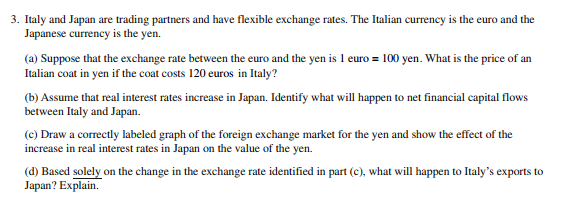 3. Italy and Japan are trading partners and have flexible exchange rates. The Italian currency is the euro and the
Japanese currency is the yen.
(a) Suppose that the exchange rate between the euro and the yen is 1 euro = 100 yen. What is the price of an
Italian coat in yen if the coat costs 120 euros in Italy?
(b) Assume that real interest rates increase in Japan. Identify what will happen to net financial capital flows
between Italy and Japan.
(c) Draw a correctly labeled graph of the foreign exchange market for the yen and show the effect of the
increase in real interest rates in Japan on the value of the yen.
(d) Based solely on the change in the exchange rate identified in part (c), what will happen to Italy's exports to
Japan? Explain.